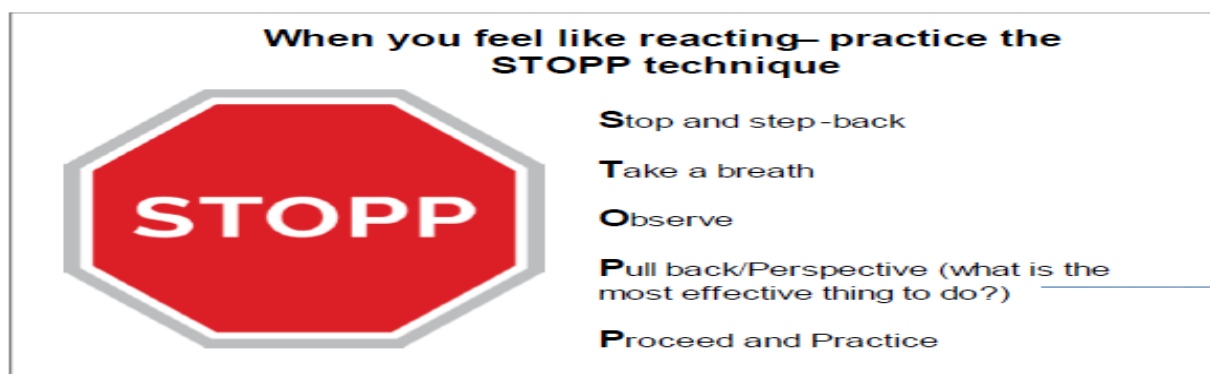 When you feel like reacting– practice the
STOPP technique
STOPP
Stop and step-back
Take a breath
Observe
Pull back/Perspective (what is the
most effective thing to do?)
Proceed and Practice